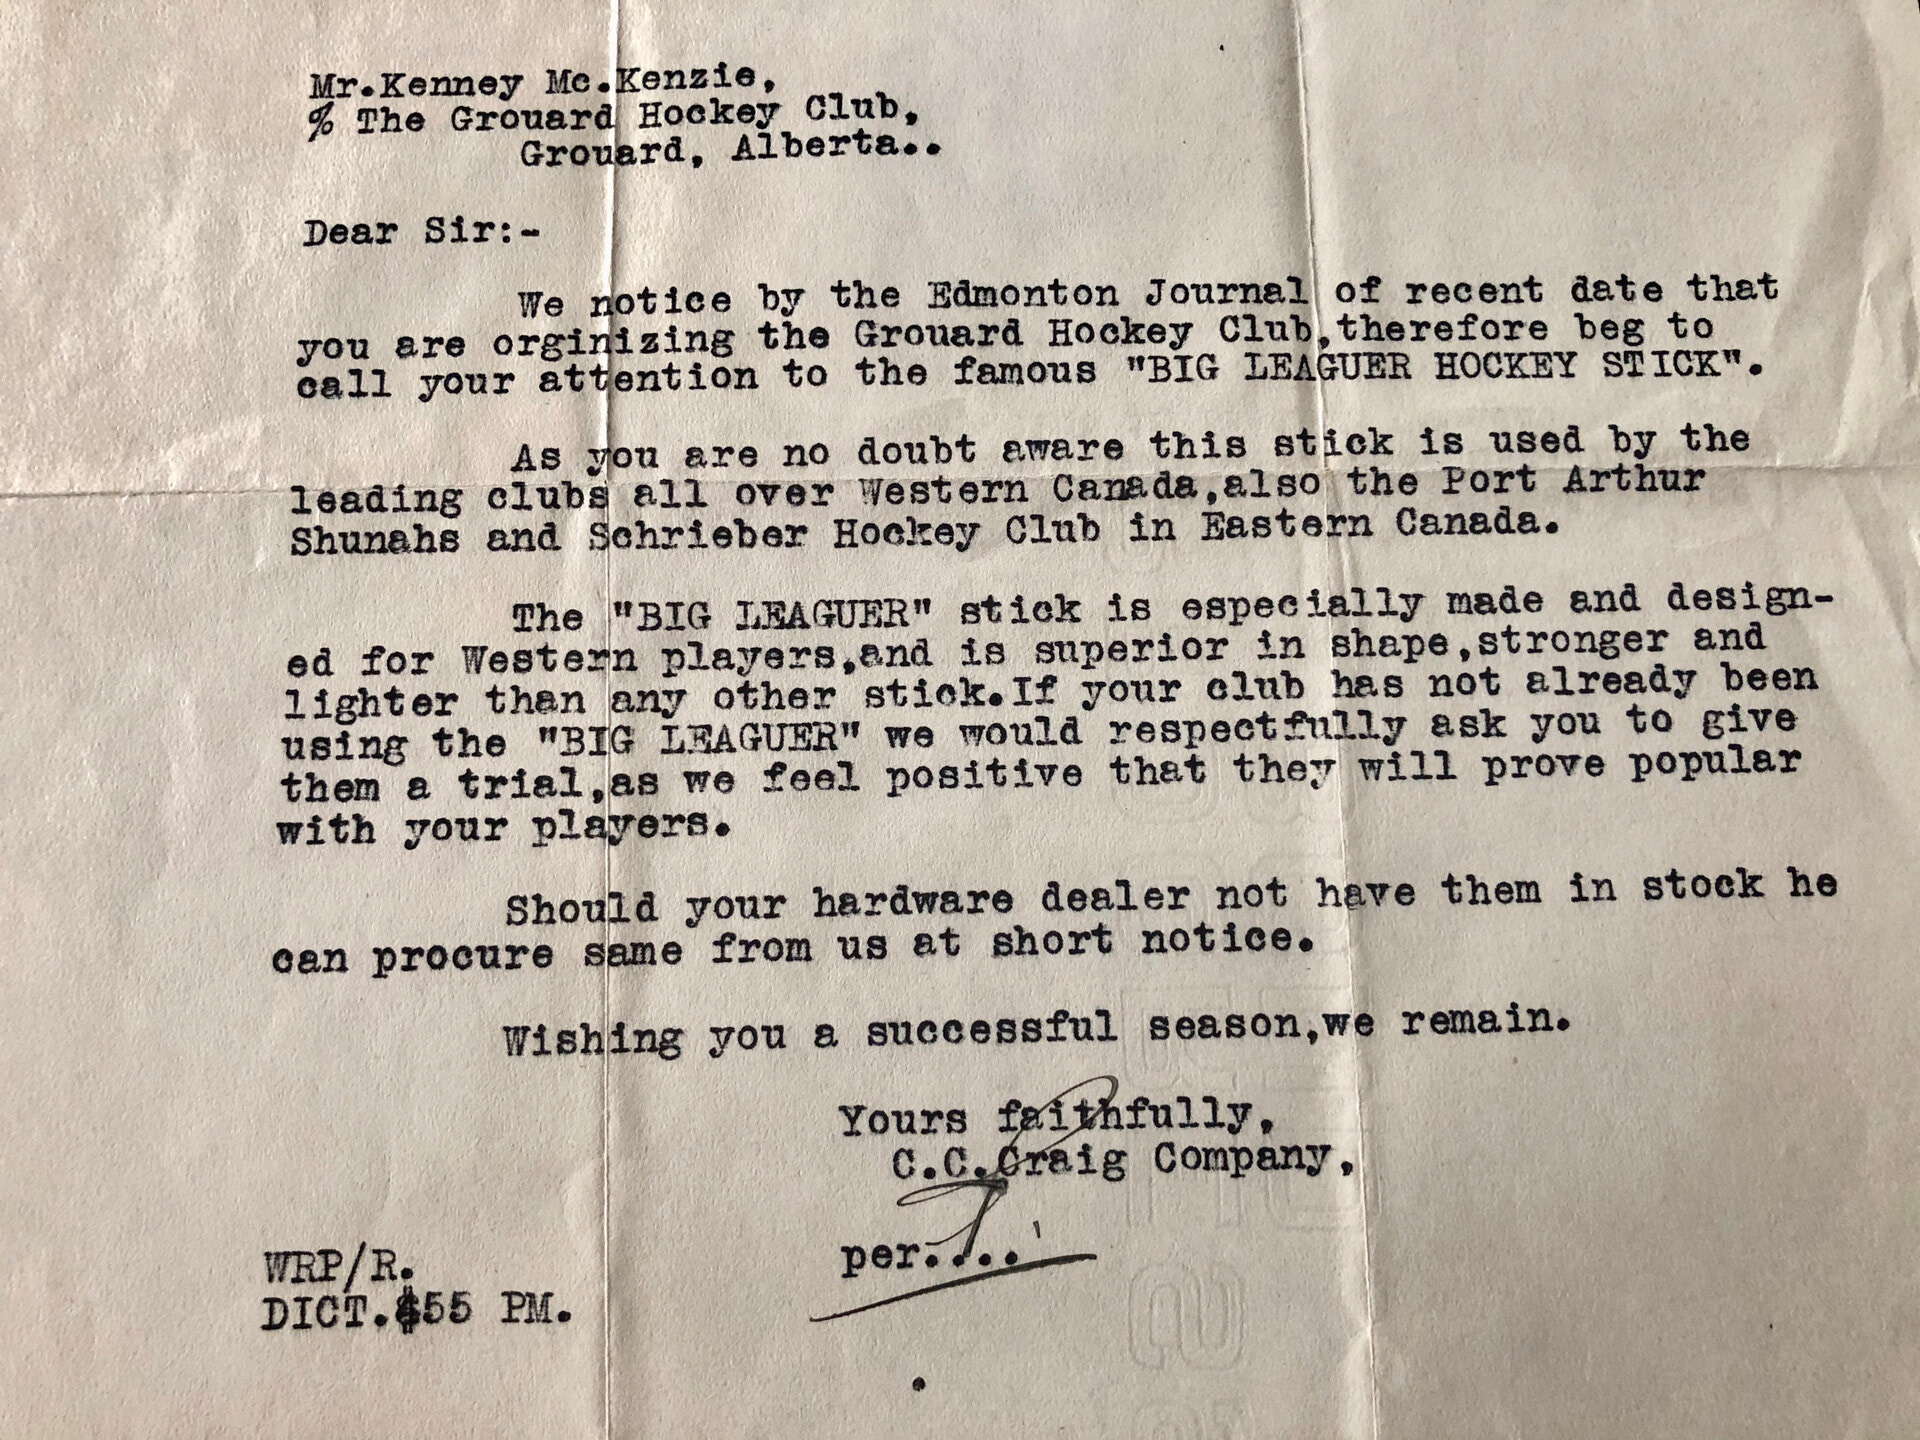 Mr.Kenney Mc.Kenzie,
% The Grouard Hockey Club,
Grouard, Alberta..
Dear Sir:-
We notice by the Edmonton Journal of recent date that
you are orginizing the Grouard Hockey Club,therefore beg to
call your attention to the famous "BIG LEAGUER HOCKEY STICK".
As you are no doubt aware this stick is used by the
leading clubs all over Western Canada,also the Port Arthur
Shunahs and Schrieber Hockey Club in Eastern Canada.
The "BIG LEAGUER" stick is especially made and design-
ed for Western players,and is superior in shape,stronger and
lighter than any other stick.If your club has not already been
using the "BIG LEAGUER" we would respectfully ask you to give
them a trial,as we feel positive that they will prove popular
with your players.
Should your hardware dealer not have them in stock he
can procure same from us at short notice.
Wishing you a successful season,we remain.
Yours faithfully,
C.C.Craig Company,
per....
WRP/R.
DICT. 55 PM.